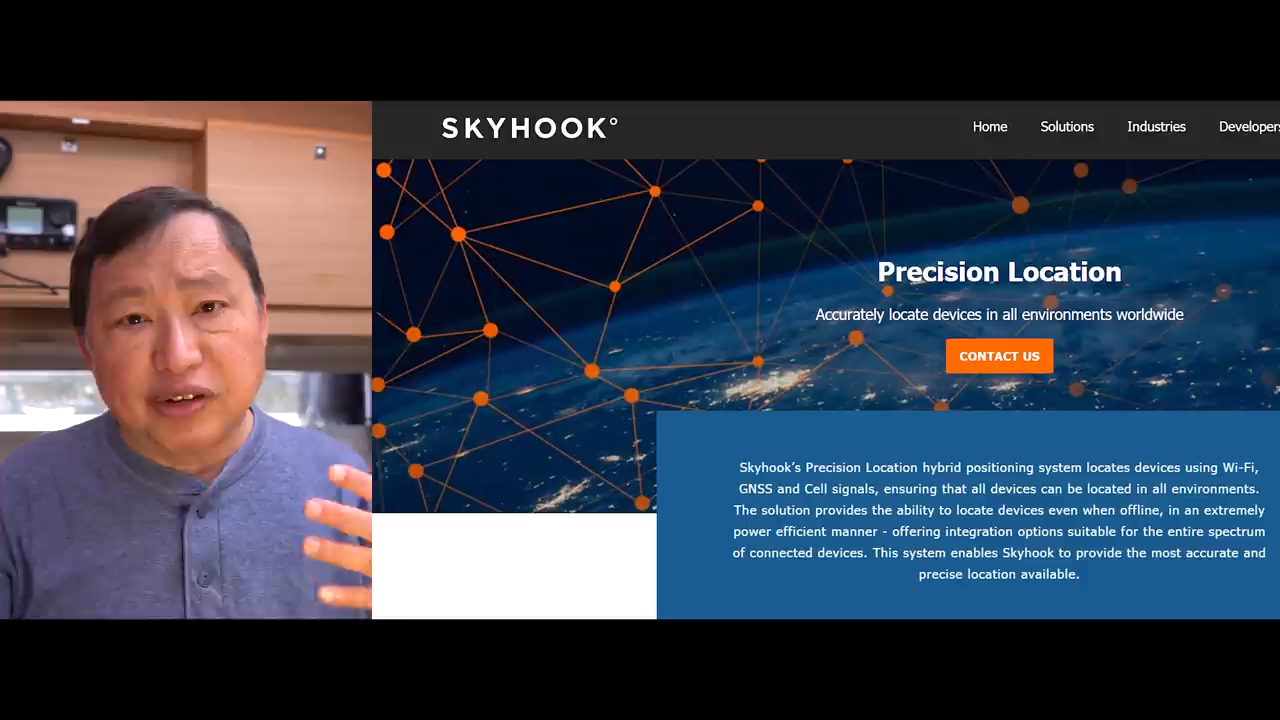 SKYHOOK°
Home Solutions Industries Developers
Precision Location
Accurately locate devices in all environments worldwide
CONTACT US
Skyhook’s Precision Location hybrid positioning system locates devices using Wi-Fi,
GNSS and Cell signals, ensuring that all devices can be located in all environments.
The solution provides the ability to locate devices even when offline, in an extremely
power efficient manner - offering integration options suitable for the entire spectrum
of connected devices. This system enables Skyhook to provide the most accurate and
precise location available.